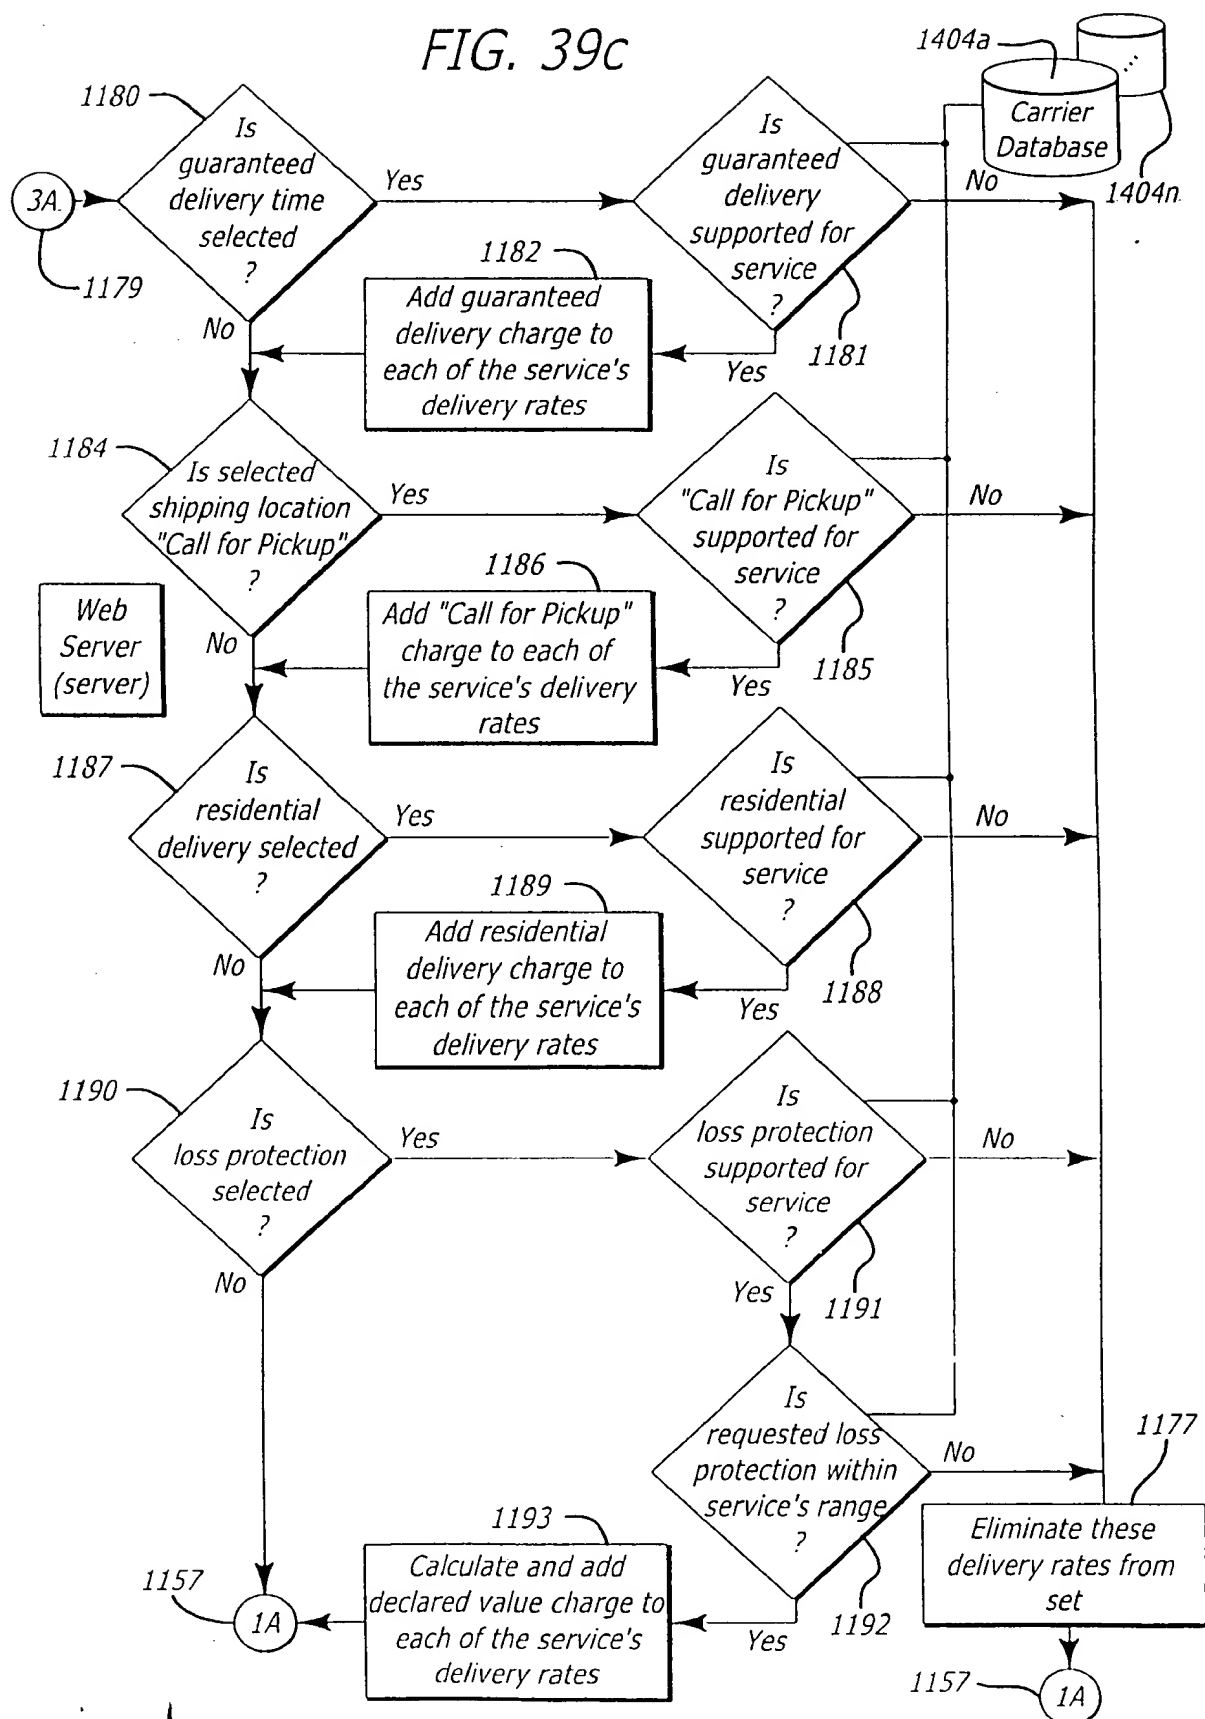 FIG. 39c
1404a
Carrier
Database
1404n
1180
Is
guaranteed
delivery time
selected
?
Yes
Is
guaranteed
delivery
supported for
service
?
No
3A.
1179
1182
Add guaranteed
delivery charge to
each of the service's
delivery rates
No
Yes
1181
1184
Is selected
shipping location
"Call for Pickup"
?
Yes
Is
"Call for Pickup"
supported for
service
?
No
Web
Server
(server)
1186
Add "Call for Pickup"
charge to each of
the service's delivery
rates
No
Yes
1185
1187
Is
residential
delivery selected
?
Yes
Is
residential
supported for
service
?
No
1189
Add residential
delivery charge to
each of the service's
delivery rates
No
Yes
1188
1190
Is
loss protection
selected
?
Yes
Is
loss protection
supported for
service
?
No
No
Yes
1191
Is
requested loss
protection within
service's range
?
No
1177
Eliminate these
delivery rates from
set
1193
Calculate and add
declared value charge to
each of the service's
delivery rates
1157
1A
Yes
1192
1157
1A